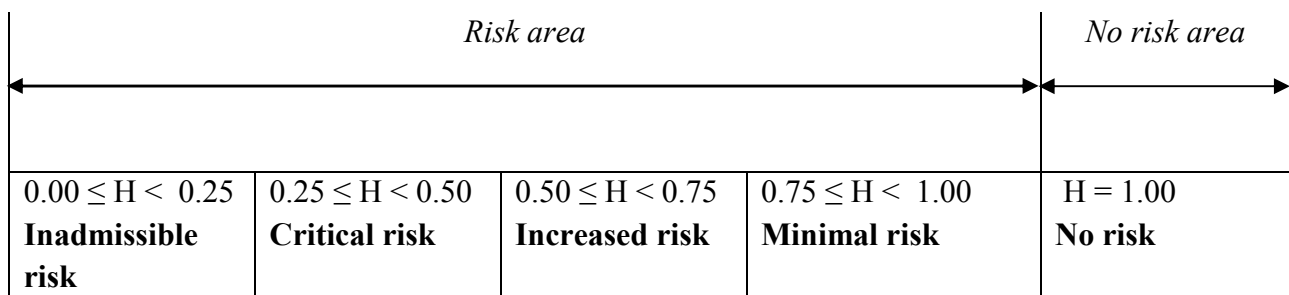 Risk area
No risk area
0.00 ≤ H < 0.25
Inadmissible
risk
0.25 ≤ H < 0.50
Critical risk
0.50 ≤ H < 0.75
Increased risk
0.75 ≤ H < 1.00
Minimal risk
H = 1.00
No risk